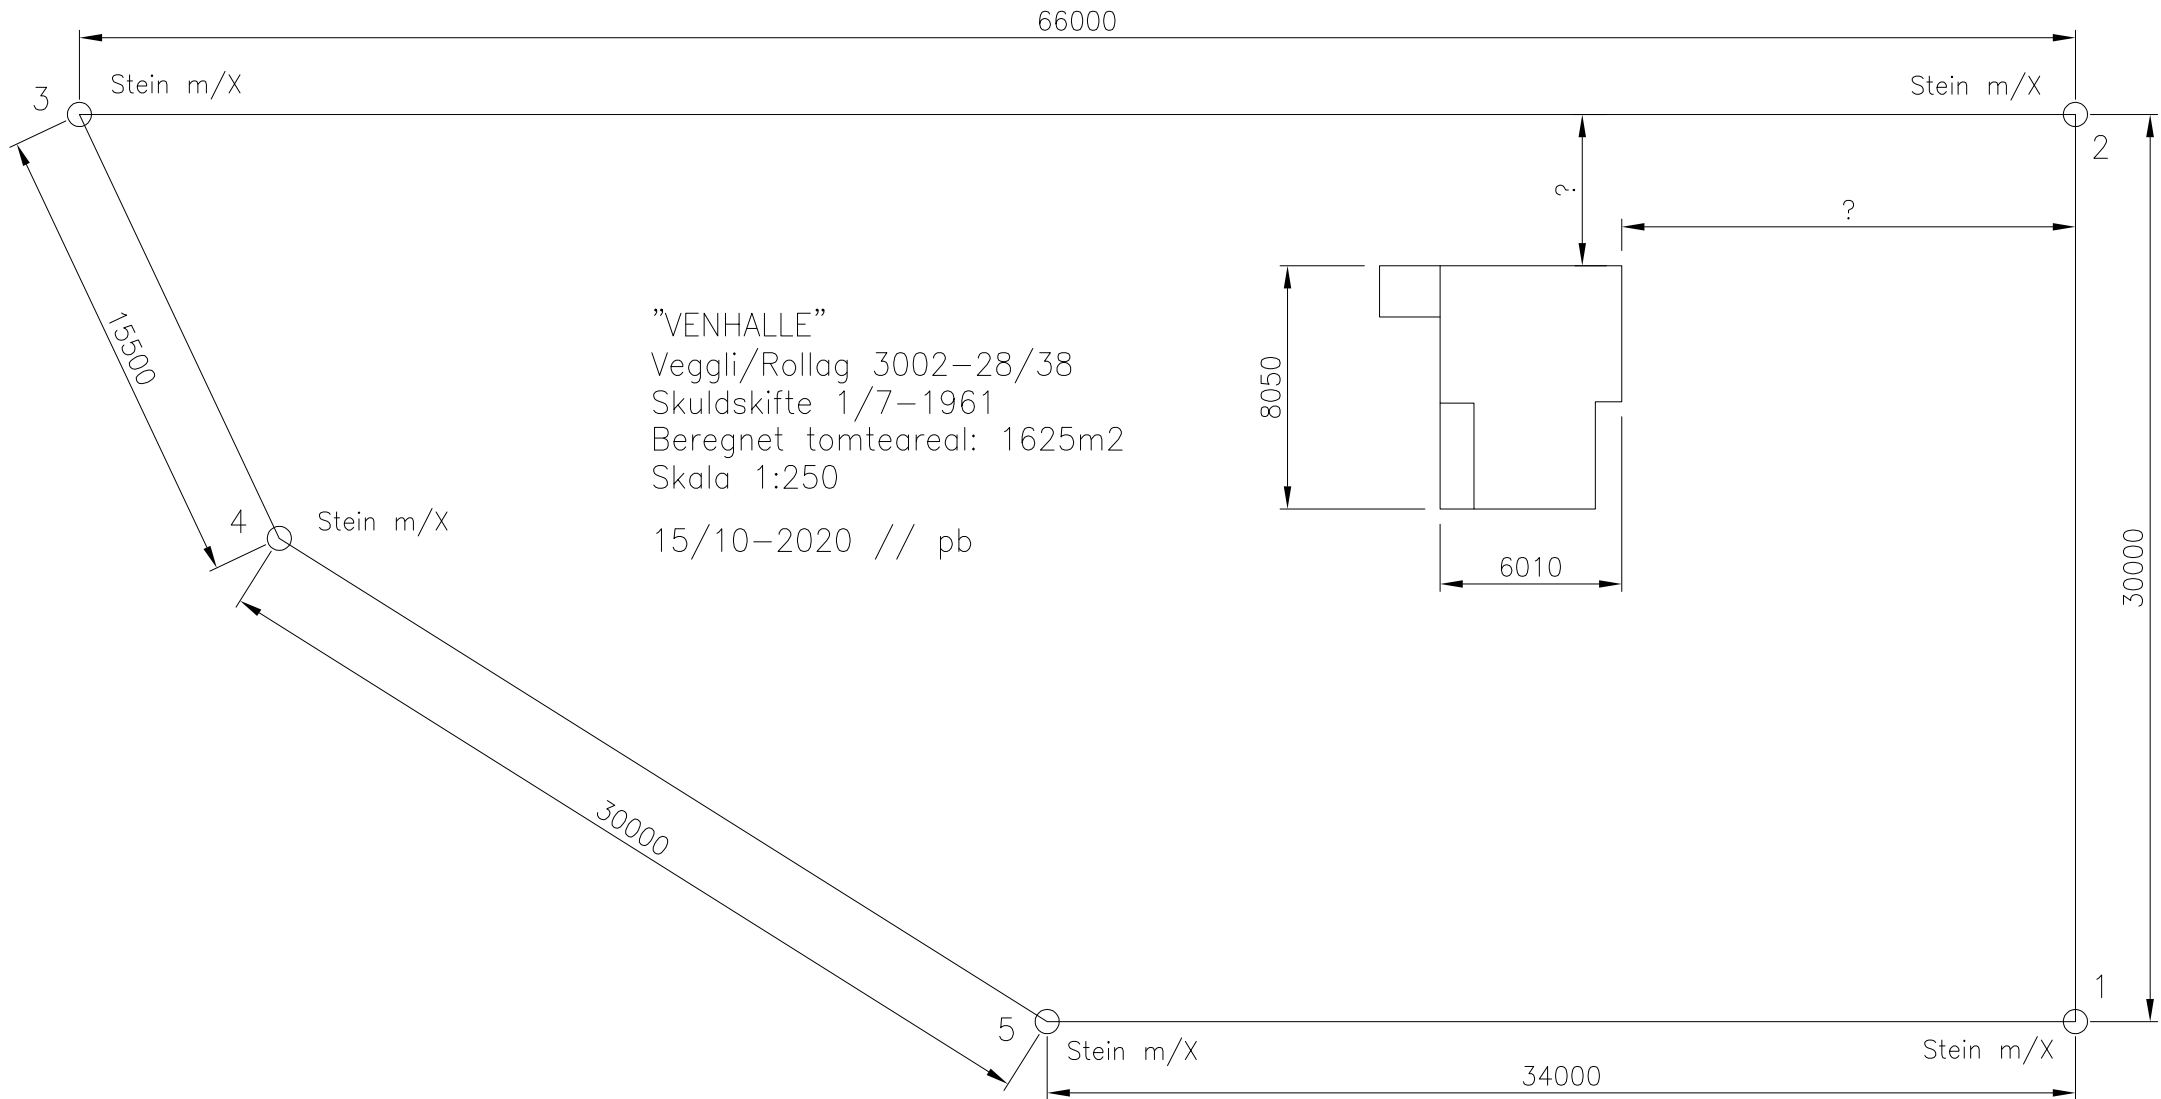 66000
3
Stein m/X
Stein m/X
2
?
?
15500
"VENHALLE"
Veggli/Rollag 3002-28/38
Skuldskifte 1/7-1961
Beregnet tomteareal: 1625m2
Skala 1:250
15/10-2020 // pb
8050
6010
30000
4
Stein m/X
30000
1
5
Stein m/X
Stein m/X
34000